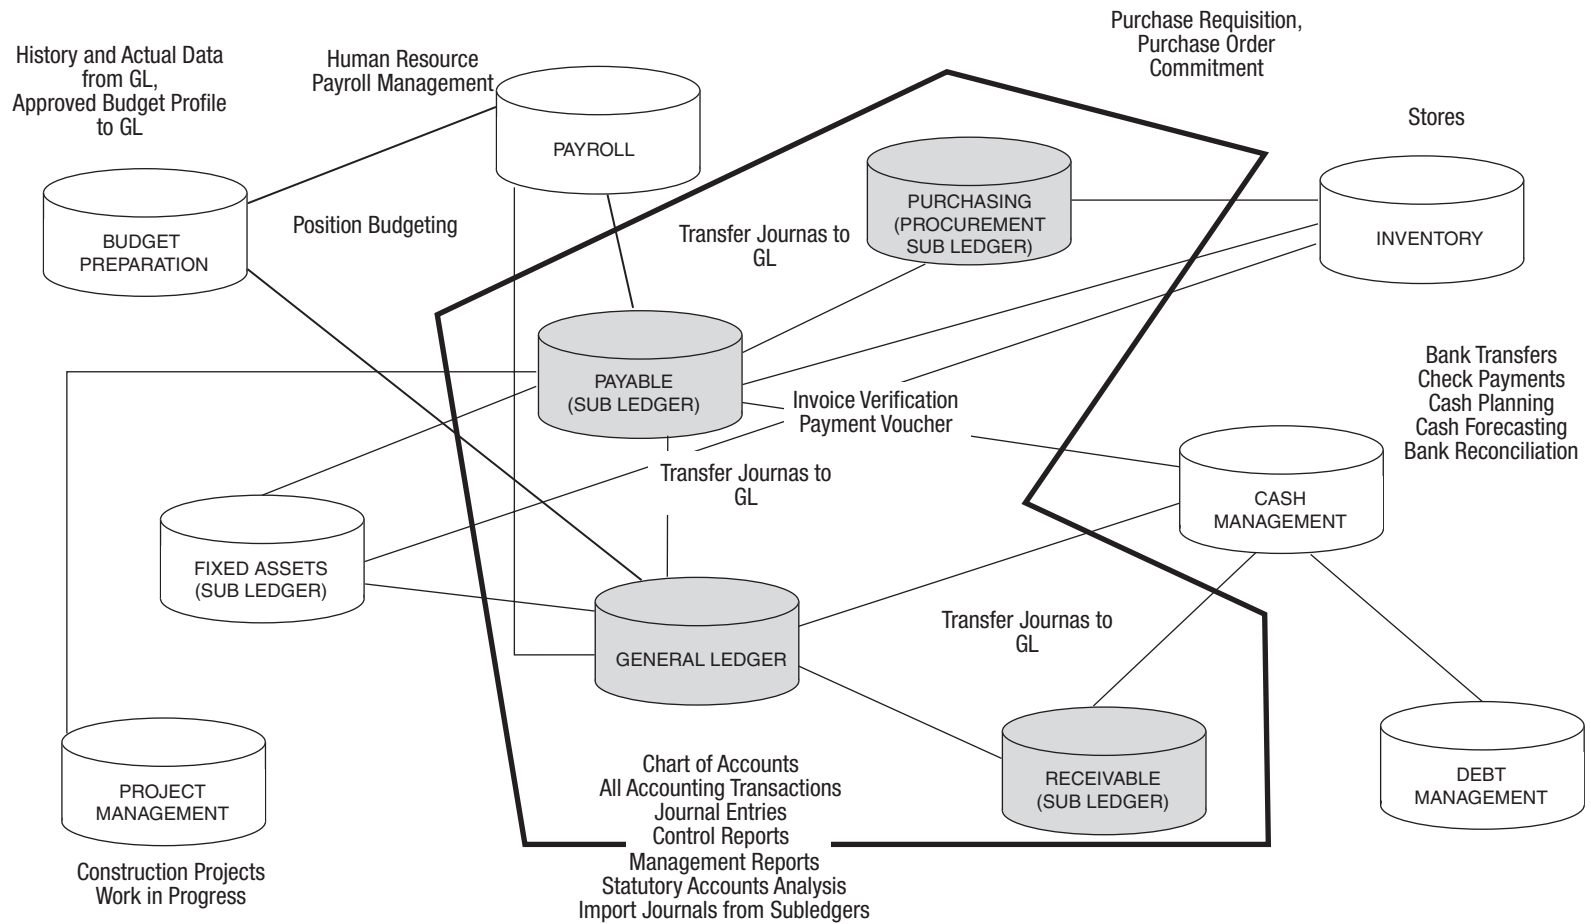 Purchase Requisition,
Purchase Order
Commitment
History and Actual Data
from GL,
Approved Budget Profile
to GL
Human Resource
Payroll Management
Stores
PAYROLL
PURCHASING
(PROCUREMENT
SUB LEDGER)
BUDGET
PREPARATION
Position Budgeting
Transfer Journas to
GL
INVENTORY
Bank Transfers
Check Payments
Cash Planning
Cash Forecasting
Bank Reconciliation
PAYABLE
(SUB LEDGER)
Invoice Verification
Payment Voucher
Transfer Journas to
GL
CASH
MANAGEMENT
FIXED ASSETS
(SUB LEDGER)
GENERAL LEDGER
Transfer Journas to
GL
PROJECT
MANAGEMENT
Construction Projects
Work in Progress
Chart of Accounts
All Accounting Transactions
Journal Entries
Control Reports
Management Reports
Statutory Accounts Analysis
Import Journals from Subledgers
RECEIVABLE
(SUB LEDGER)
DEBT
MANAGEMENT